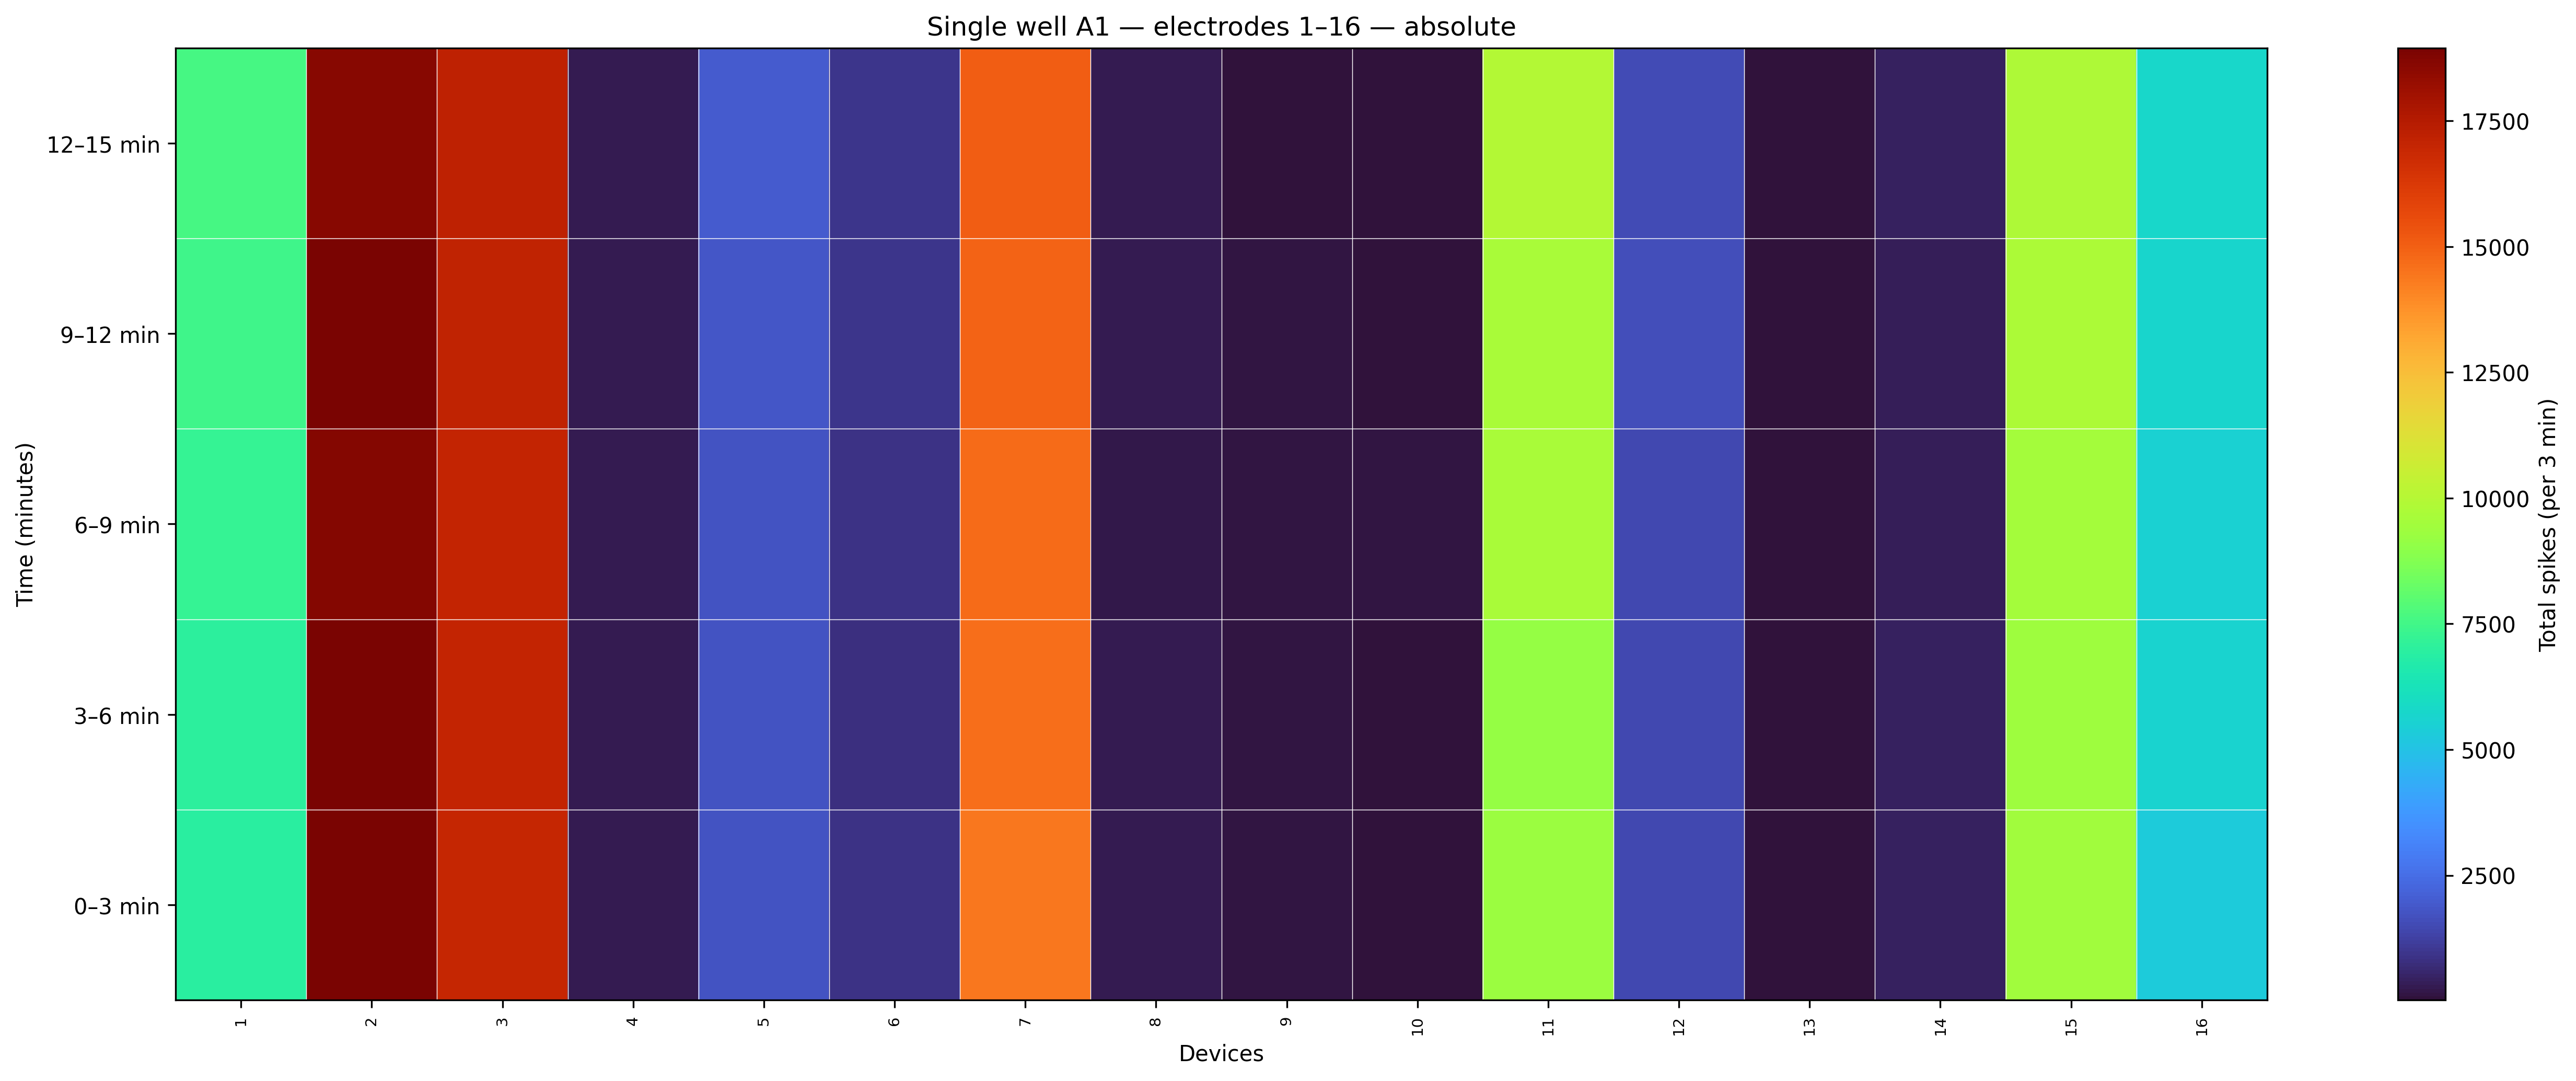 Single well A1 — electrodes 1–16 — absolute
12–15 min
9–12 min
6–9 min
3–6 min
0–3 min
Time (minutes)
1 2 3 4 5 6 7 8 9 10 11 12 13 14 15 16
Devices
17500
15000
12500
10000
7500
5000
2500
Total spikes (per 3 min)